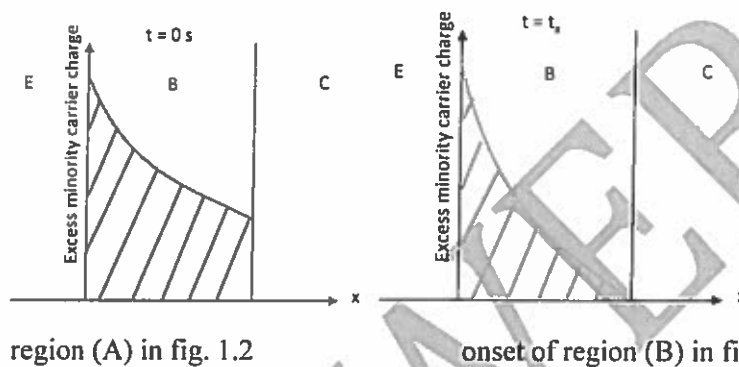 t = 0 s
E
B
C
Excess minority carrier charge
x
region (A) in fig. 1.2
t = tₛ
E
B
C
Excess minority carrier charge
onset of region (B) in fi